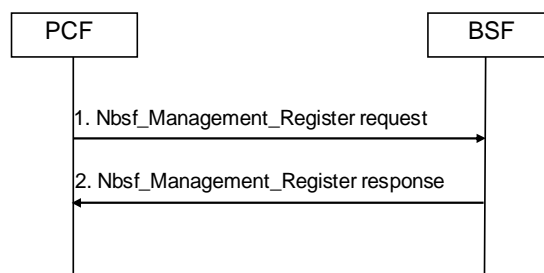 PCF
BSF
1. Nbsf_Management_Register request
2. Nbsf_Management_Register response